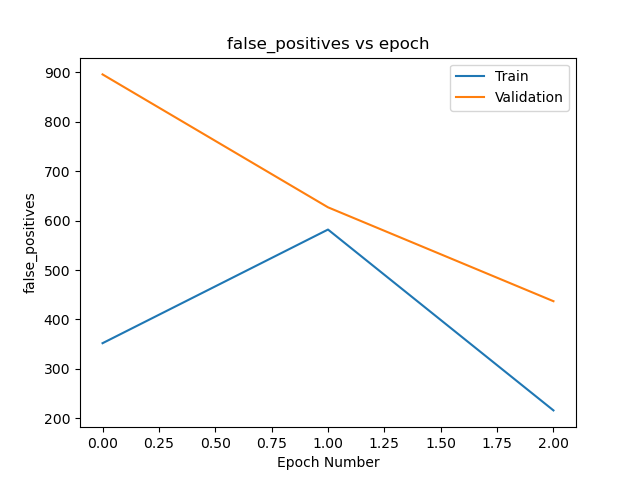 false_positives vs epoch
Train
Validation
900
800
700
600
500
400
300
200
false_positives
0.00 0.25 0.50 0.75 1.00 1.25 1.50 1.75 2.00
Epoch Number